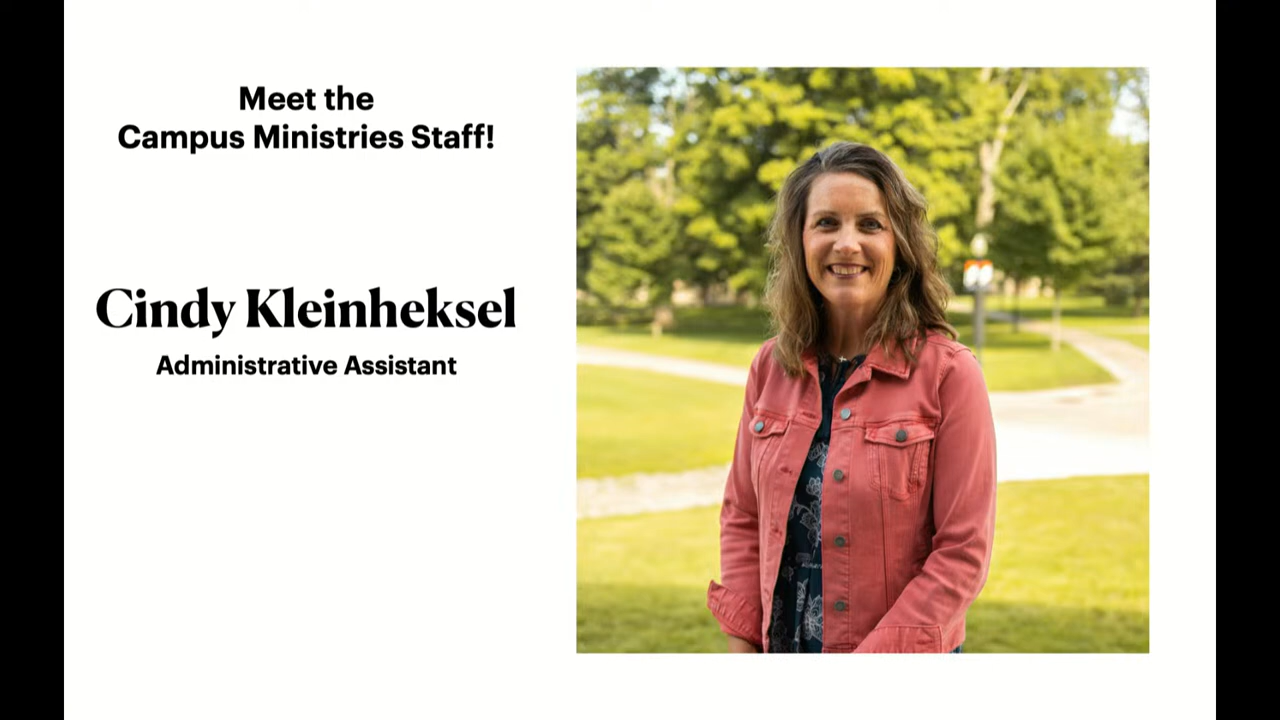 Meet the
Campus Ministries Staff!
Cindy Kleinheksel
Administrative Assistant